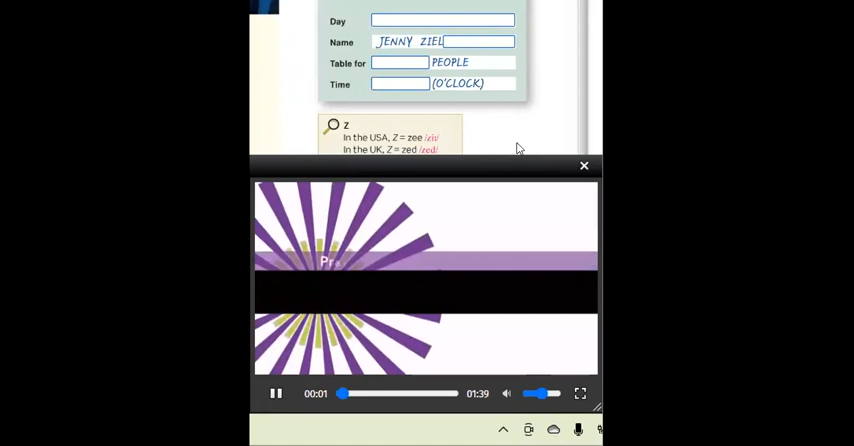 Day
Name JENNY ZIEL
Table for PEOPLE
Time (O'CLOCK)
Z
In the USA, Z = zee /ziː/
In the UK, Z = zed /zed/
00:01 01:39